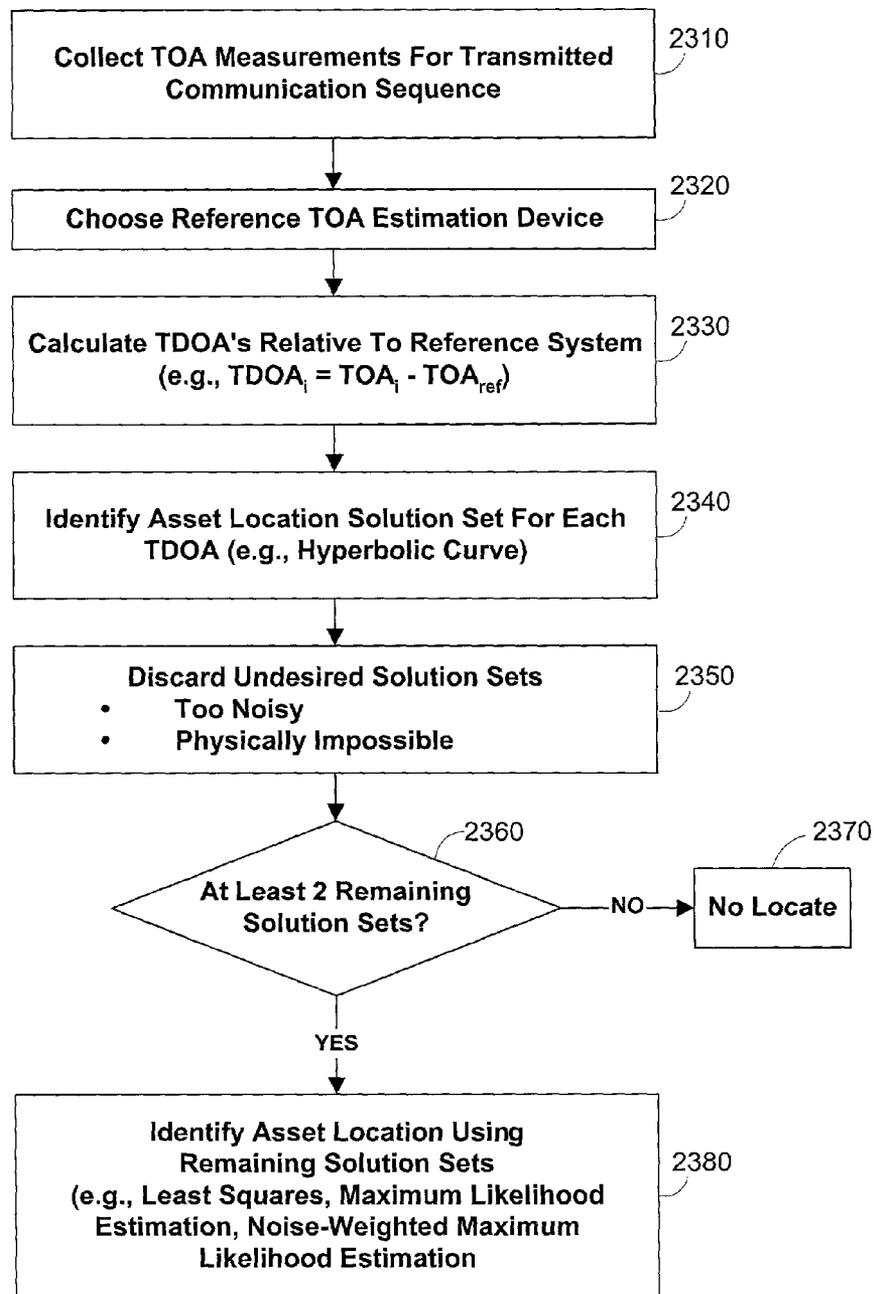 Collect TOA Measurements For Transmitted
Communication Sequence
2310
Choose Reference TOA Estimation Device
2320
Calculate TDOA's Relative To Reference System
(e.g., TDOAi = TOAi - TOAref)
2330
Identify Asset Location Solution Set For Each
TDOA (e.g., Hyperbolic Curve)
2340
Discard Undesired Solution Sets
• Too Noisy
• Physically Impossible
2350
At Least 2 Remaining
Solution Sets?
2360
NO
No Locate
2370
YES
Identify Asset Location Using
Remaining Solution Sets
(e.g., Least Squares, Maximum Likelihood
Estimation, Noise-Weighted Maximum
Likelihood Estimation
2380